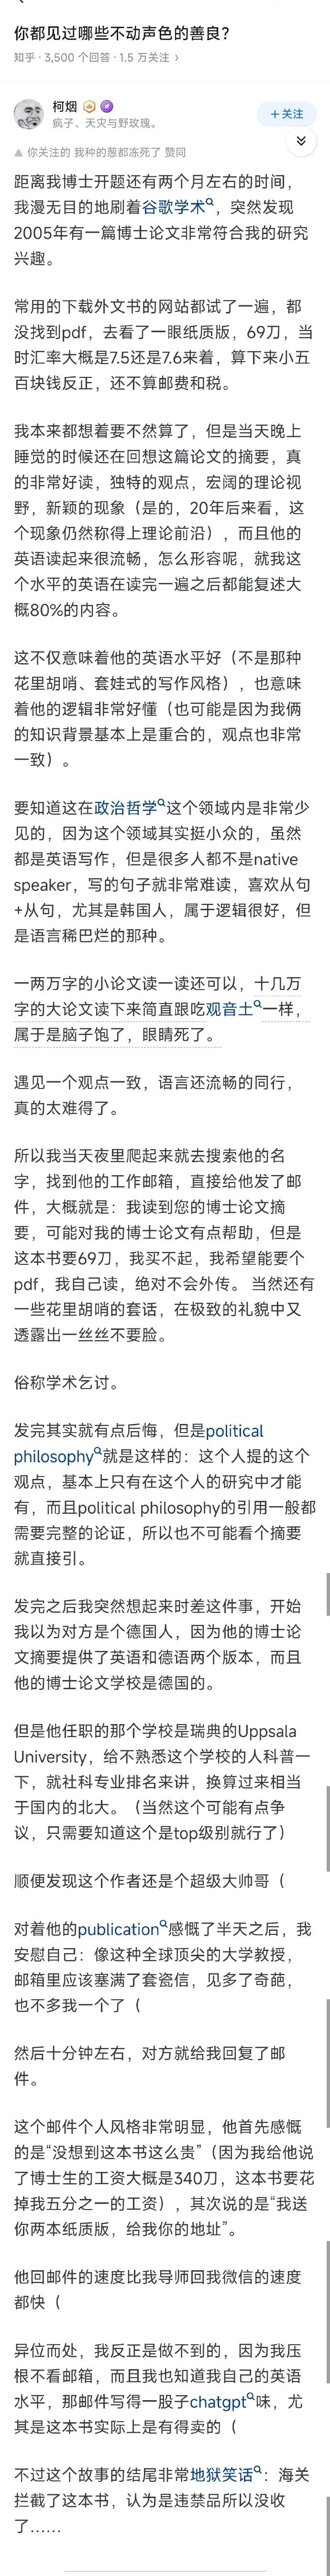 你都见过哪些不动声色的善良？
知乎 · 3,500 个回答 · 1.5 万关注 ›
柯烟
疯子、天灾与野玫瑰。
+ 关注
▲ 你关注的 我种的葱都冻死了 赞同
距离我博士开题还有两个月左右的时间，
我漫无目的地刷着谷歌学术，突然发现
2005年有一篇博士论文非常符合我的研究
兴趣。
常用的下载外文书的网站都试了一遍，都
没找到pdf，去看了一眼纸质版，69刀，当
时汇率大概是7.5还是7.6来着，算下来小五
百块钱反正，还不算邮费和税。
我本来都想着要不然算了，但是当天晚上
睡觉的时候还在回想这篇论文的摘要，真
的非常好读，独特的观点，宏阔的理论视
野，新颖的现象（是的，20年后来看，这
个现象仍然称得上理论前沿），而且他的
英语读起来很流畅，怎么形容呢，就我这
个水平的英语在读完一遍之后都能复述大
概80%的内容。
这不仅意味着他的英语水平好（不是那种
花里胡哨、套娃式的写作风格），也意味
着他的逻辑非常好懂（也可能是因为我俩
的知识背景基本上是重合的，观点也非常
一致）。
要知道这在政治哲学这个领域内是非常少
见的，因为这个领域其实挺小众的，虽然
都是英语写作，但是很多人都不是native
speaker，写的句子就非常难读，喜欢从句
+从句，尤其是韩国人，属于逻辑很好，但
是语言稀巴烂的那种。
一两万字的小论文读一读还可以，十几万
字的大论文读下来简直跟吃观音土一样，
属于是脑子饱了，眼睛死了。
遇见一个观点一致，语言还流畅的同行，
真的太难得了。
所以我当天夜里爬起来就去搜索他的名
字，找到他的工作邮箱，直接给他发了邮
件，大概就是：我读到您的博士论文摘
要，可能对我的博士论文有点帮助，但是
这本书要69刀，我买不起，我希望能要个
pdf，我自己读，绝对不会外传。 当然还有
一些花里胡哨的套话，在极致的礼貌中又
透露出一丝丝不要脸。
俗称学术乞讨。
发完其实就有点后悔，但是political
philosophy就是这样的：这个人提的这个
观点，基本上只有在这个人的研究中才能
有，而且political philosophy的引用一般都
需要完整的论证，所以也不可能看个摘要
就直接引。
发完之后我突然想起来时差这件事，开始
我以为对方是个德国人，因为他的博士论
文摘要提供了英语和德语两个版本，而且
他的博士论文学校是德国的。
但是他任职的那个学校是瑞典的Uppsala
University，给不熟悉这个学校的人科普一
下，就社科专业排名来讲，换算过来相当
于国内的北大。（当然这个可能有点争
议，只需要知道这个是top级别就行了）
顺便发现这个作者还是个超级大帅哥（
对着他的publication感慨了半天之后，我
安慰自己：像这种全球顶尖的大学教授，
邮箱里应该塞满了套瓷信，见多了奇葩，
也不多我一个了（
然后十分钟左右，对方就给我回复了邮
件。
这个邮件个人风格非常明显，他首先感慨
的是“没想到这本书这么贵”（因为我给他说
了博士生的工资大概是340刀，这本书要花
掉我五分之一的工资），其次说的是“我送
你两本纸质版，给我你的地址”。
他回邮件的速度比我导师回我微信的速度
都快（
异位而处，我反正是做不到的，因为我压
根不看邮箱，而且我也知道我自己的英语
水平，那邮件写得一股子chatgpt味，尤
其是这本书实际上是有得卖的（
不过这个故事的结尾非常地狱笑话：海关
拦截了这本书，认为是违禁品所以没收
了……